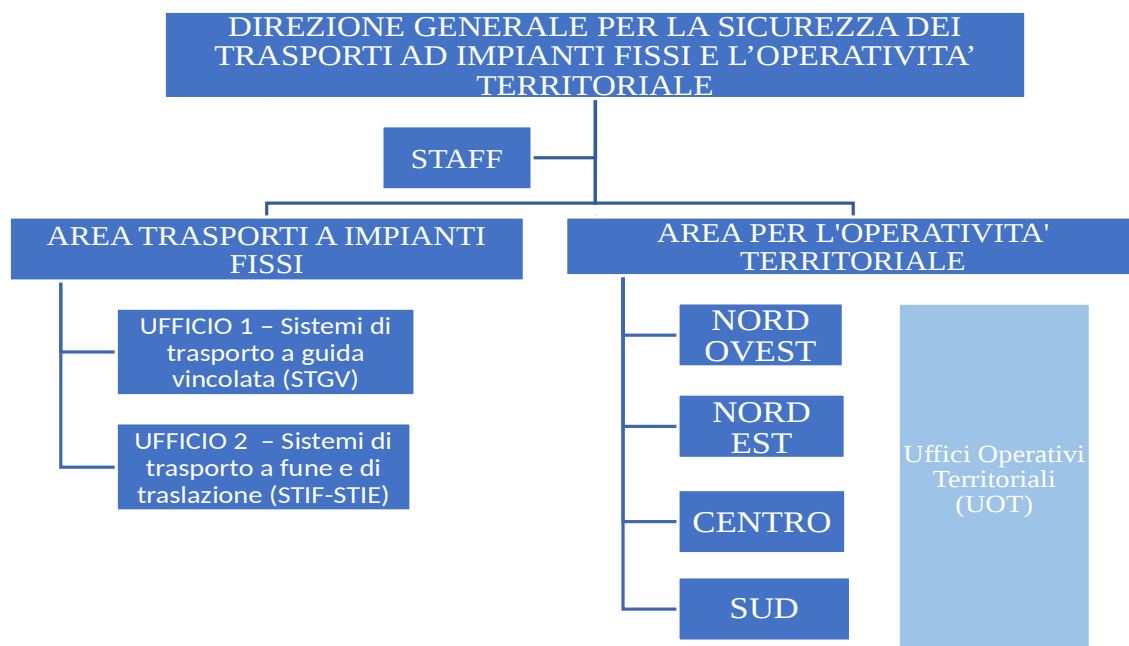 DIREZIONE GENERALE PER LA SICUREZZA DEI
TRASPORTI AD IMPIANTI FISSI E L’OPERATIVITA’
TERRITORIALE
STAFF
AREA TRASPORTI A IMPIANTI
FISSI
UFFICIO 1 – Sistemi di
trasporto a guida
vincolata (STGV)
UFFICIO 2 – Sistemi di
trasporto a fune e di
traslazione (STIF-STIE)
AREA PER L'OPERATIVITA'
TERRITORIALE
NORD
OVEST
NORD
EST
CENTRO
SUD
Uffici Operativi
Territoriali
(UOT)